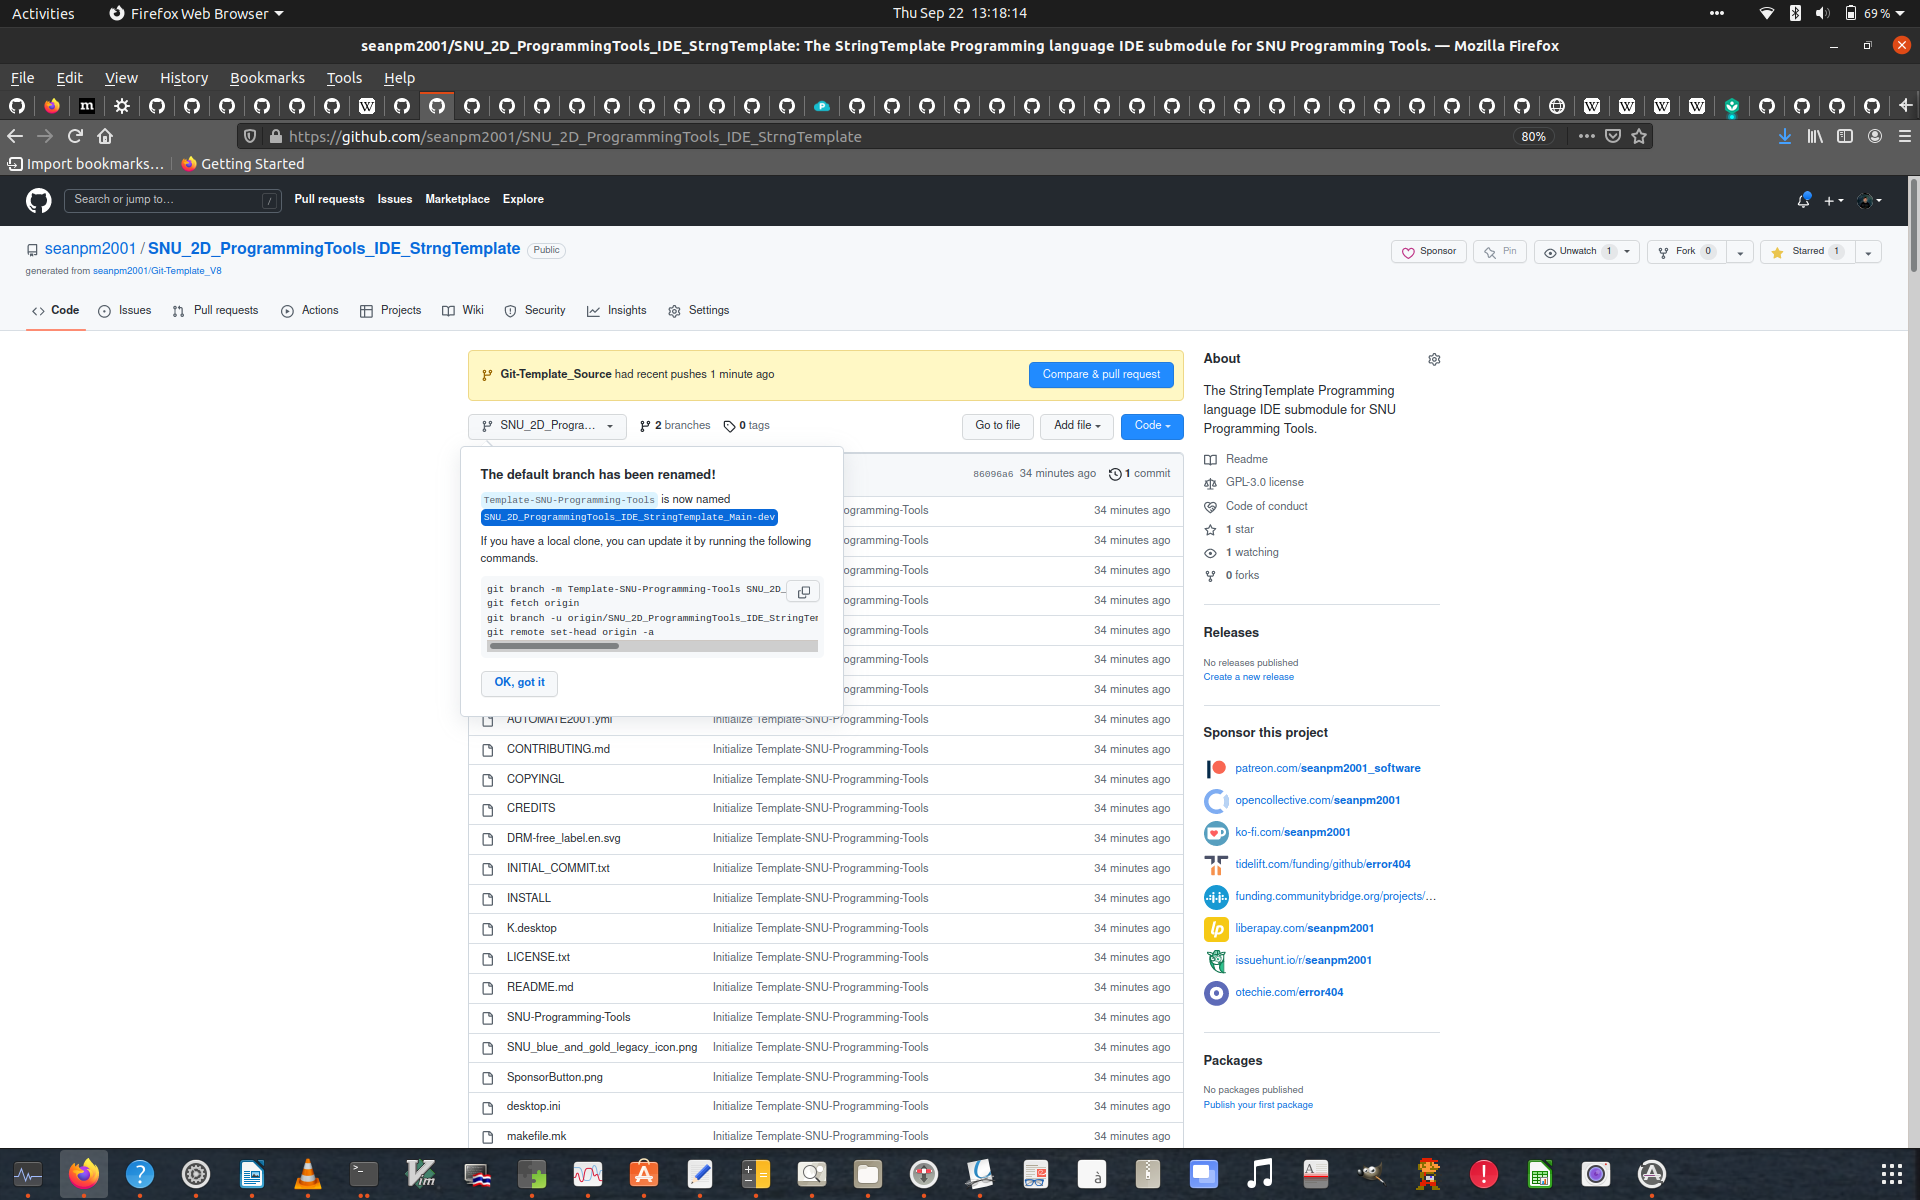 Activities
Firefox Web Browser
Thu Sep 22 13:18:14
69 %
seanpm2001/SNU_2D_ProgrammingTools_IDE_StrngTemplate: The StringTemplate Programming language IDE submodule for SNU Programming Tools. — Mozilla Firefox
File Edit View History Bookmarks Tools Help
https://github.com/seanpm2001/SNU_2D_ProgrammingTools_IDE_StrngTemplate
80%
Import bookmarks…
Getting Started
Search or jump to…
/
Pull requests Issues Marketplace Explore
seanpm2001 / SNU_2D_ProgrammingTools_IDE_StrngTemplate Public
generated from seanpm2001/Git-Template_V8
Sponsor
Pin
Unwatch 1
Fork 0
Starred 1
Code
Issues
Pull requests
Actions
Projects
Wiki
Security
Insights
Settings
Git-Template_Source had recent pushes 1 minute ago
Compare & pull request
SNU_2D_Progra...
2 branches
0 tags
Go to file
Add file
Code
The default branch has been renamed!
Template-SNU-Programming-Tools is now named
SNU_2D_ProgrammingTools_IDE_StringTemplate_Main-dev
If you have a local clone, you can update it by running the following
commands.
git branch -m Template-SNU-Programming-Tools SNU_2D_
git fetch origin
git branch -u origin/SNU_2D_ProgrammingTools_IDE_StringTem
git remote set-head origin -a
OK, got it
86096a6 34 minutes ago 1 commit
ogramming-Tools 34 minutes ago
ogramming-Tools 34 minutes ago
ogramming-Tools 34 minutes ago
ogramming-Tools 34 minutes ago
ogramming-Tools 34 minutes ago
ogramming-Tools 34 minutes ago
ogramming-Tools 34 minutes ago
AUTOMATE2001.yml Initialize Template-SNU-Programming-Tools 34 minutes ago
CONTRIBUTING.md Initialize Template-SNU-Programming-Tools 34 minutes ago
COPYINGL Initialize Template-SNU-Programming-Tools 34 minutes ago
CREDITS Initialize Template-SNU-Programming-Tools 34 minutes ago
DRM-free_label.en.svg Initialize Template-SNU-Programming-Tools 34 minutes ago
INITIAL_COMMIT.txt Initialize Template-SNU-Programming-Tools 34 minutes ago
INSTALL Initialize Template-SNU-Programming-Tools 34 minutes ago
K.desktop Initialize Template-SNU-Programming-Tools 34 minutes ago
LICENSE.txt Initialize Template-SNU-Programming-Tools 34 minutes ago
README.md Initialize Template-SNU-Programming-Tools 34 minutes ago
SNU-Programming-Tools Initialize Template-SNU-Programming-Tools 34 minutes ago
SNU_blue_and_gold_legacy_icon.png Initialize Template-SNU-Programming-Tools 34 minutes ago
SponsorButton.png Initialize Template-SNU-Programming-Tools 34 minutes ago
desktop.ini Initialize Template-SNU-Programming-Tools 34 minutes ago
makefile.mk Initialize Template-SNU-Programming-Tools 34 minutes ago
About
The StringTemplate Programming
language IDE submodule for SNU
Programming Tools.
Readme
GPL-3.0 license
Code of conduct
1 star
1 watching
0 forks
Releases
No releases published
Create a new release
Sponsor this project
patreon.com/seanpm2001_software
opencollective.com/seanpm2001
ko-fi.com/seanpm2001
tidelift.com/funding/github/error404
funding.communitybridge.org/projects/…
liberapay.com/seanpm2001
issuehunt.io/r/seanpm2001
otechie.com/error404
Packages
No packages published
Publish your first package